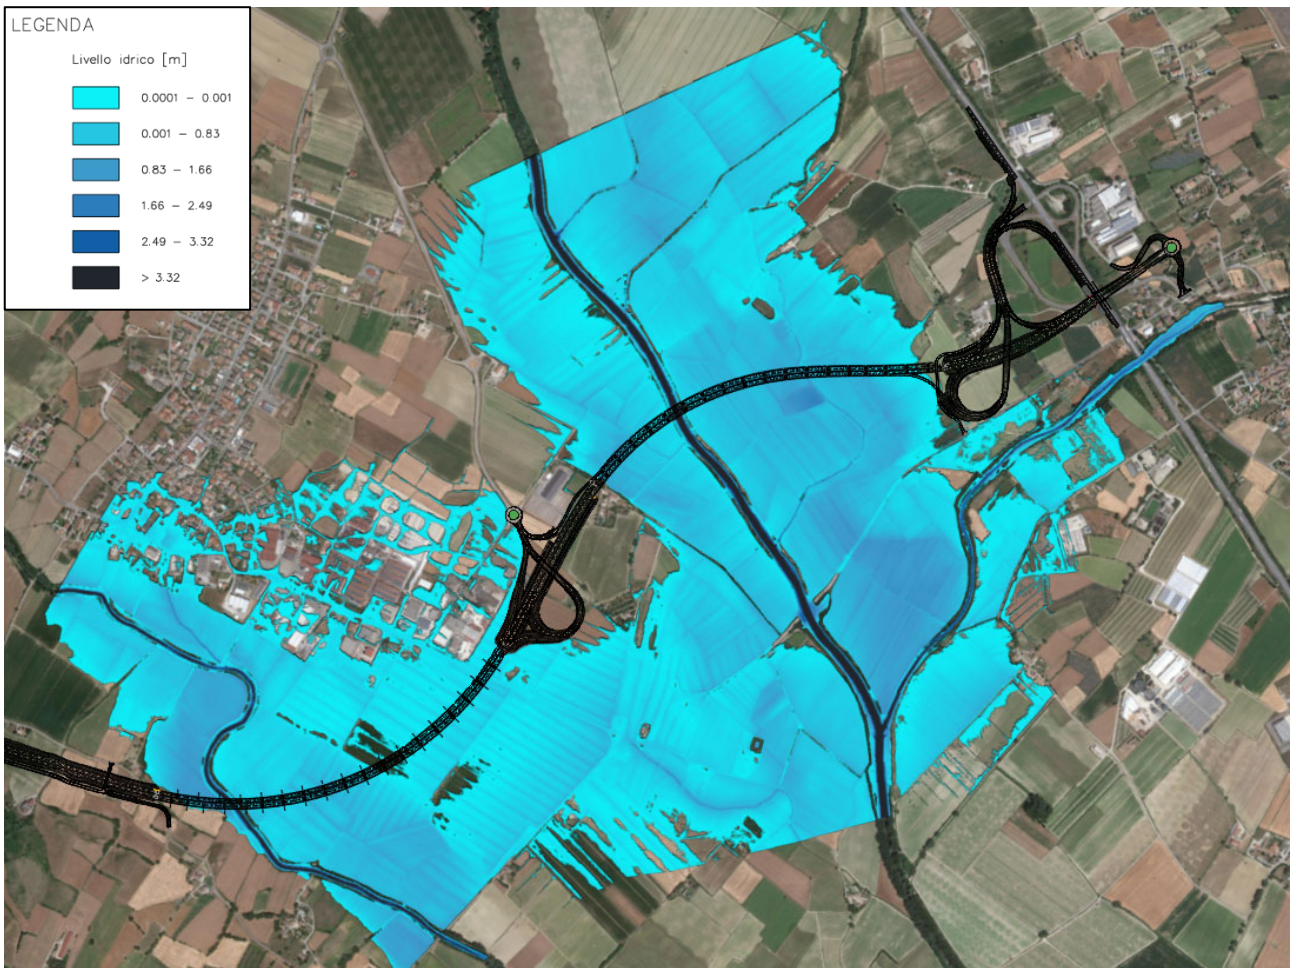 LEGENDA
Livello idrico [m]
0.0001 - 0.001
0.001 - 0.83
0.83 - 1.66
1.66 - 2.49
2.49 - 3.32
> 3.32